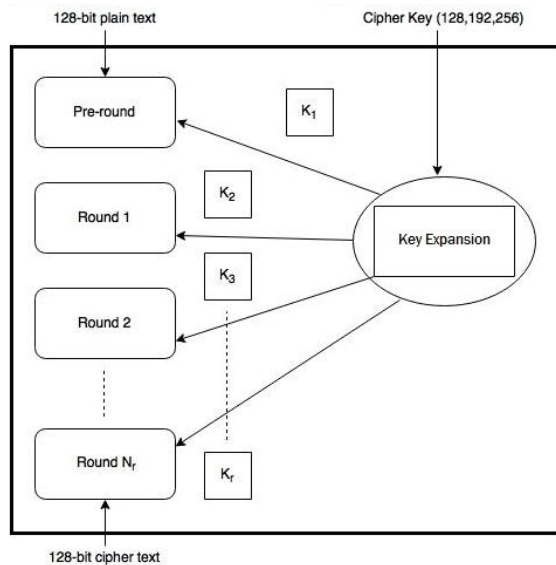 128-bit plain text
Cipher Key (128,192,256)
Pre-round
K₁
K₂
Round 1
Key Expansion
K₃
Round 2
Round Nᵣ
Kᵣ
128-bit cipher text